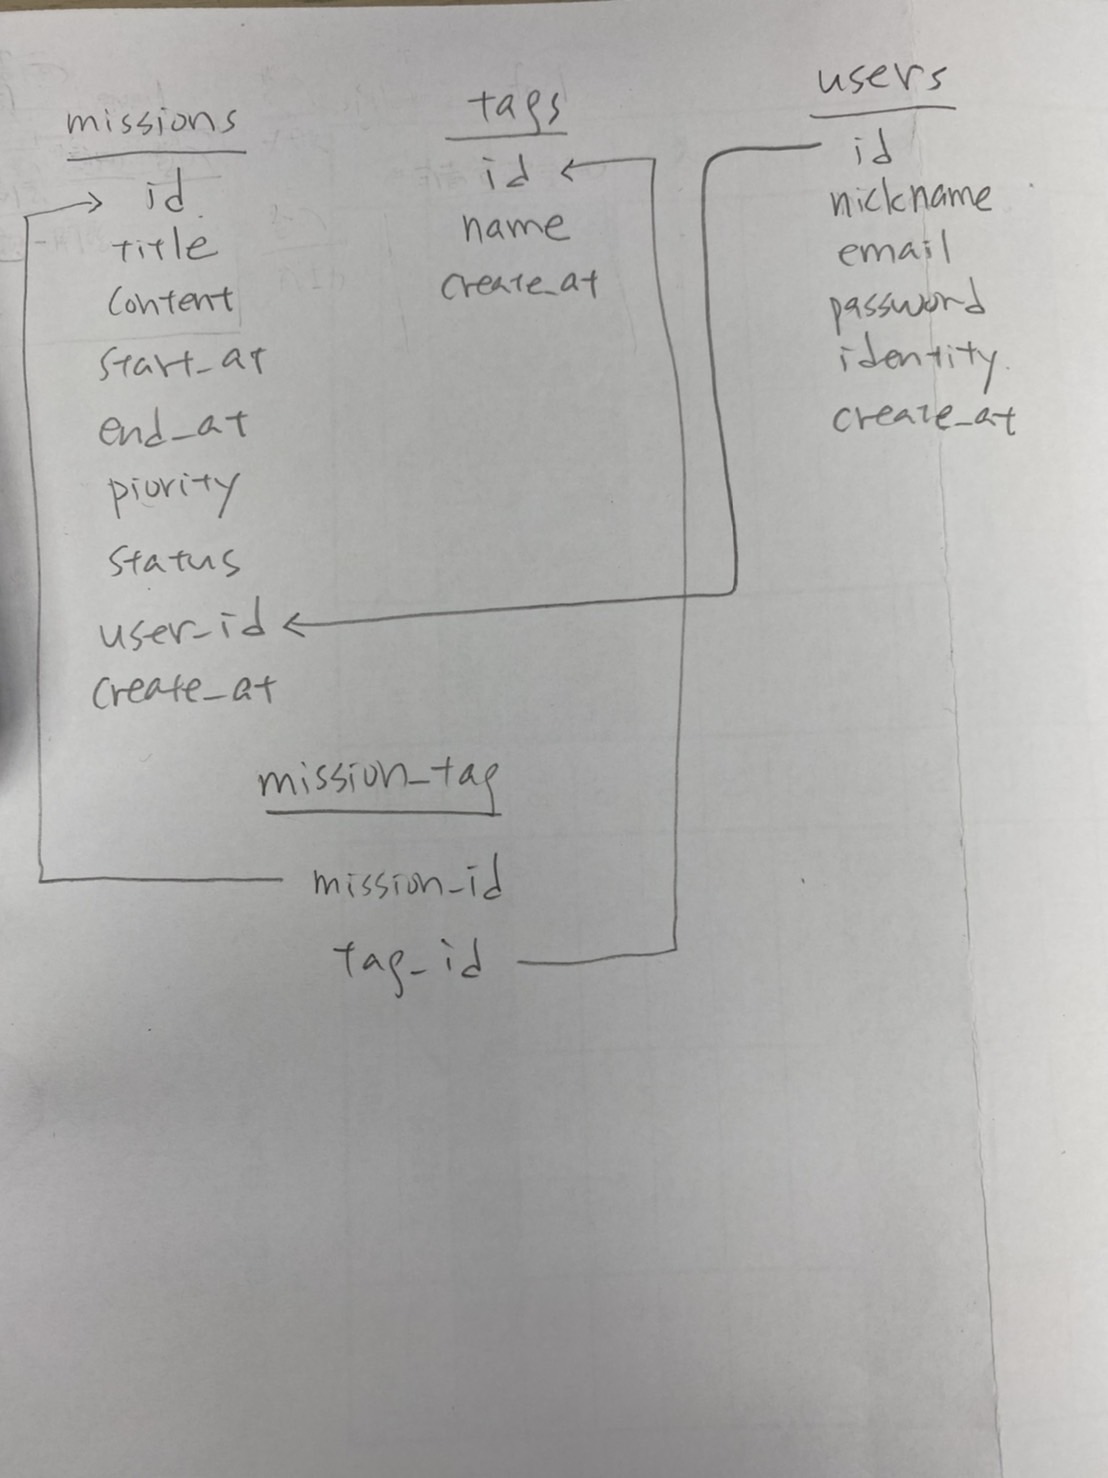 missions
id
title
content
start_at
end_at
piority
status
user_id
create_at
tags
id
name
create_at
users
id
nickname
email
password
identity
create_at
mission_tag
mission_id
tag_id